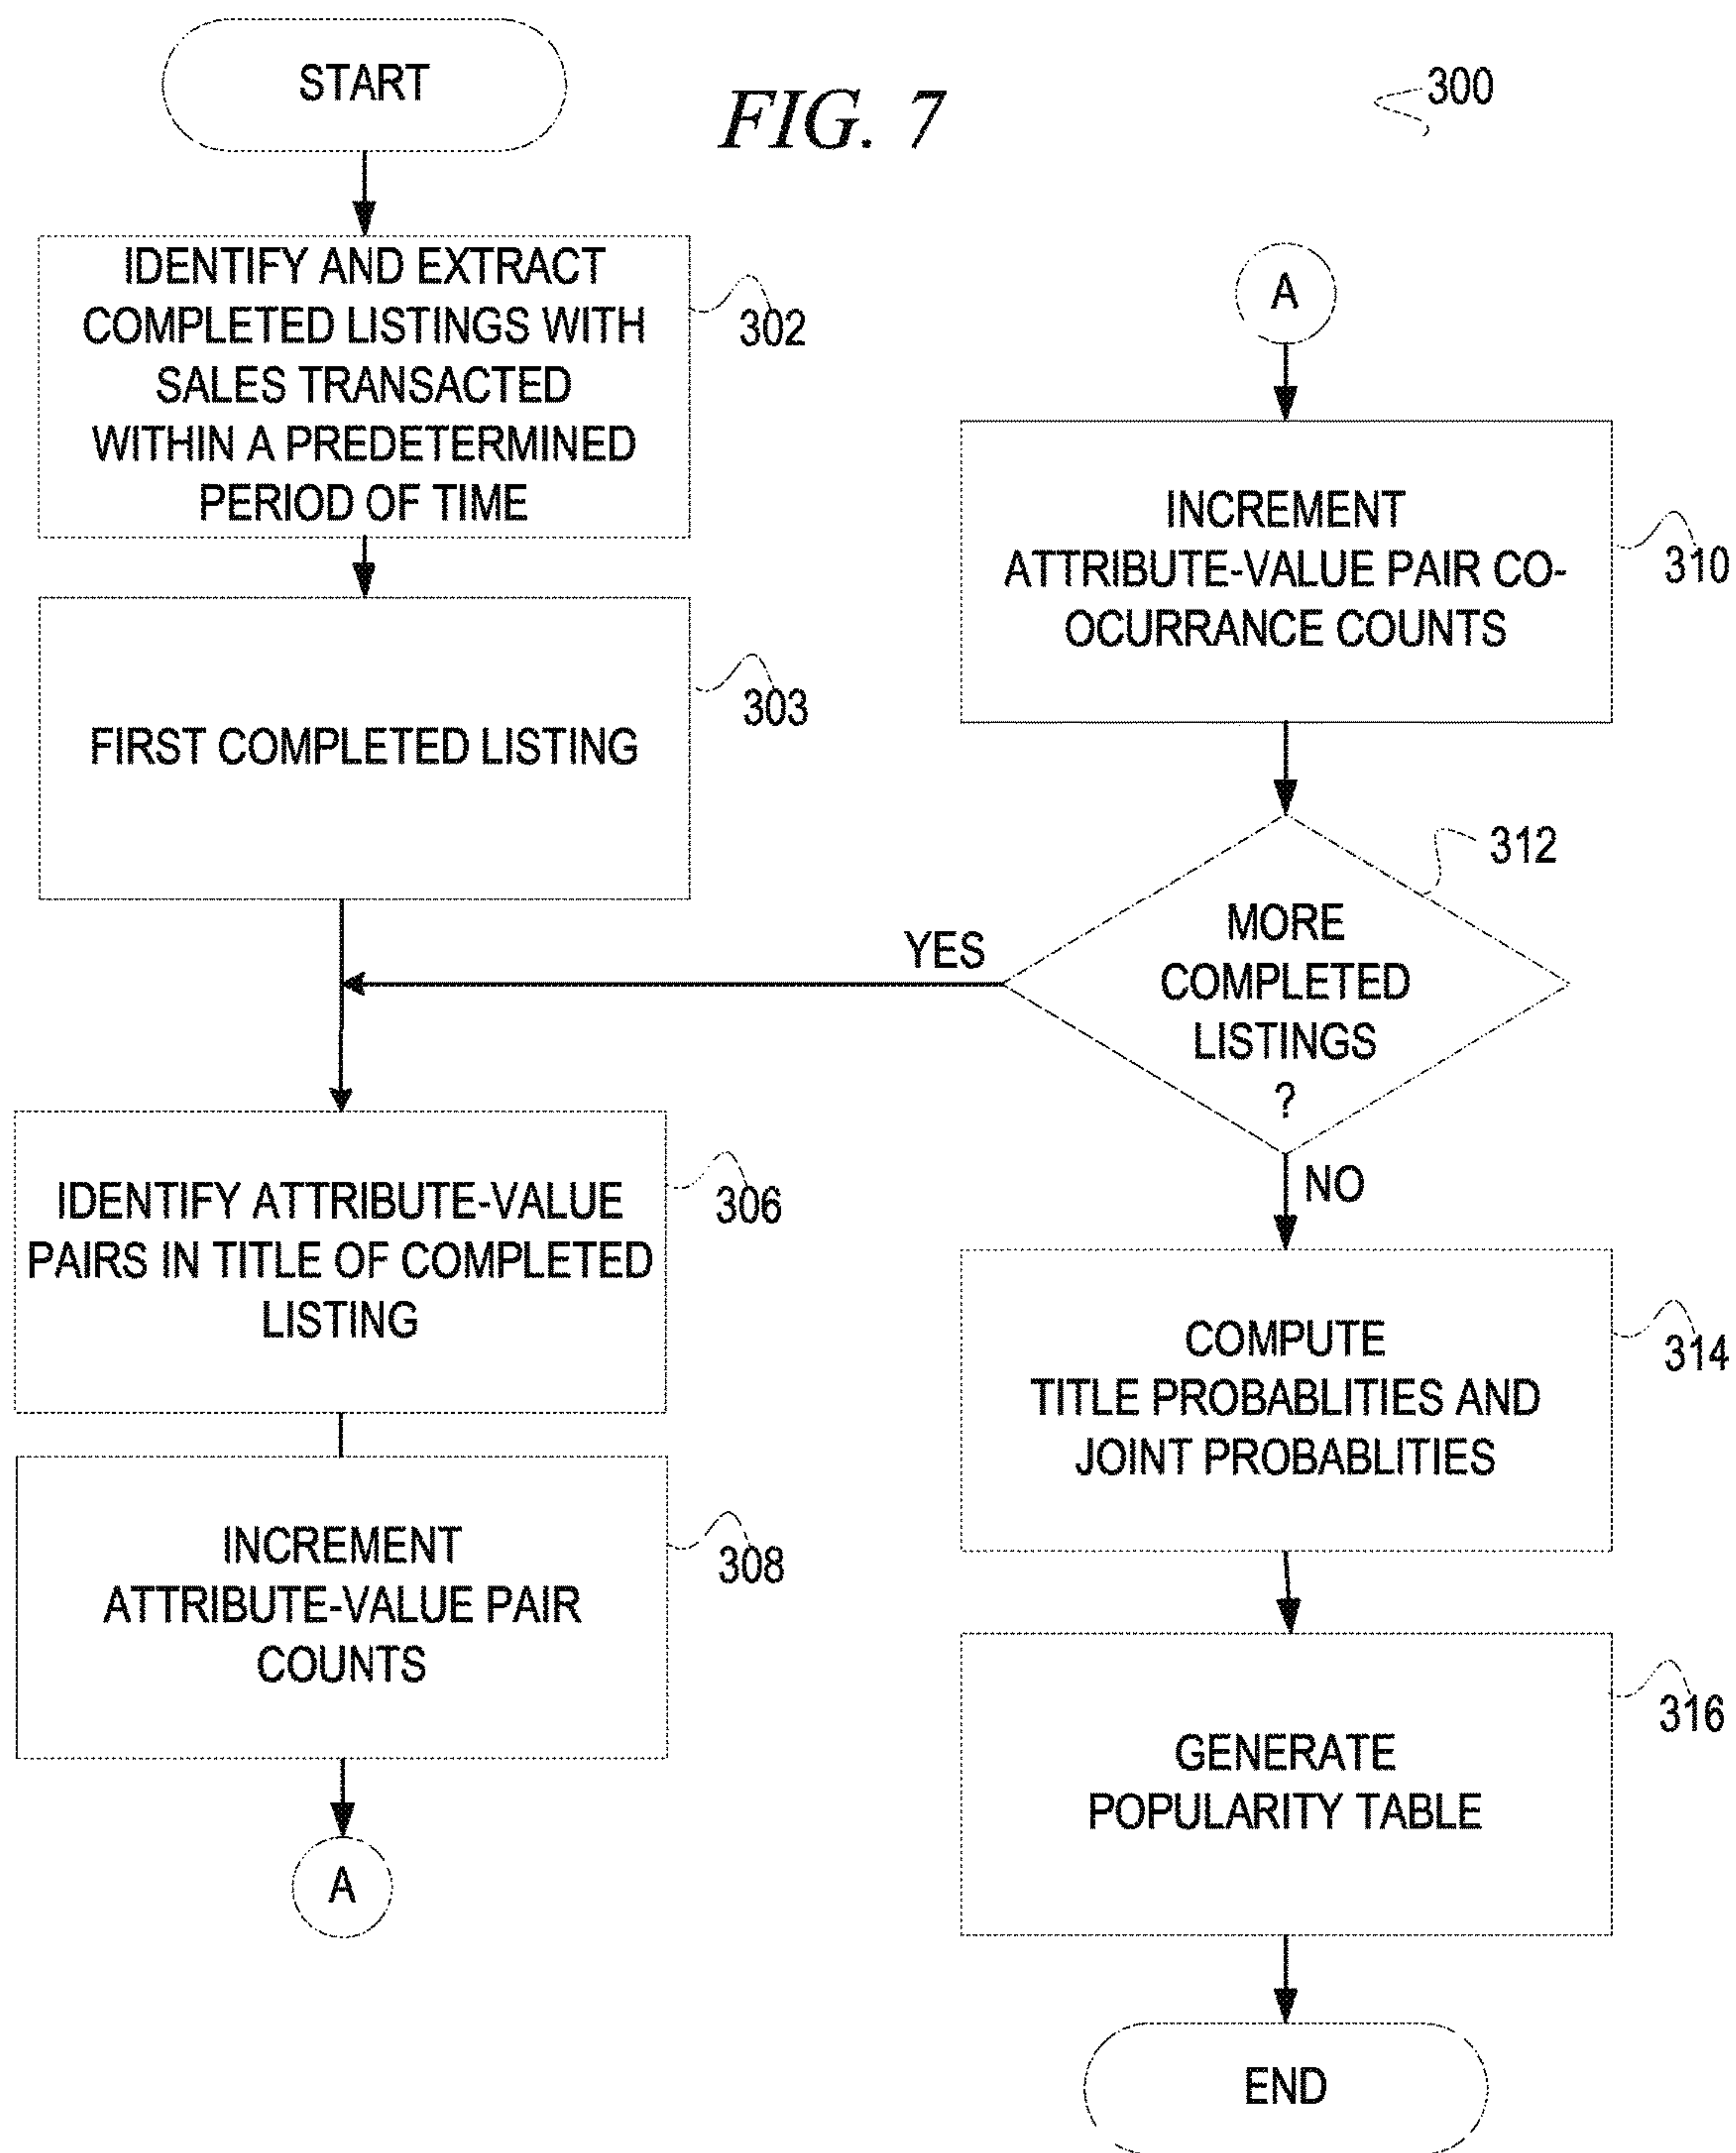 START
FIG. 7
300
IDENTIFY AND EXTRACT
COMPLETED LISTINGS WITH
SALES TRANSACTED
WITHIN A PREDETERMINED
PERIOD OF TIME
302
FIRST COMPLETED LISTING
303
IDENTIFY ATTRIBUTE-VALUE
PAIRS IN TITLE OF COMPLETED
LISTING
306
INCREMENT
ATTRIBUTE-VALUE PAIR
COUNTS
308
A
A
INCREMENT
ATTRIBUTE-VALUE PAIR CO-
OCURRANCE COUNTS
310
MORE
COMPLETED
LISTINGS
?
312
YES
NO
COMPUTE
TITLE PROBABLITIES AND
JOINT PROBABLITIES
314
GENERATE
POPULARITY TABLE
316
END